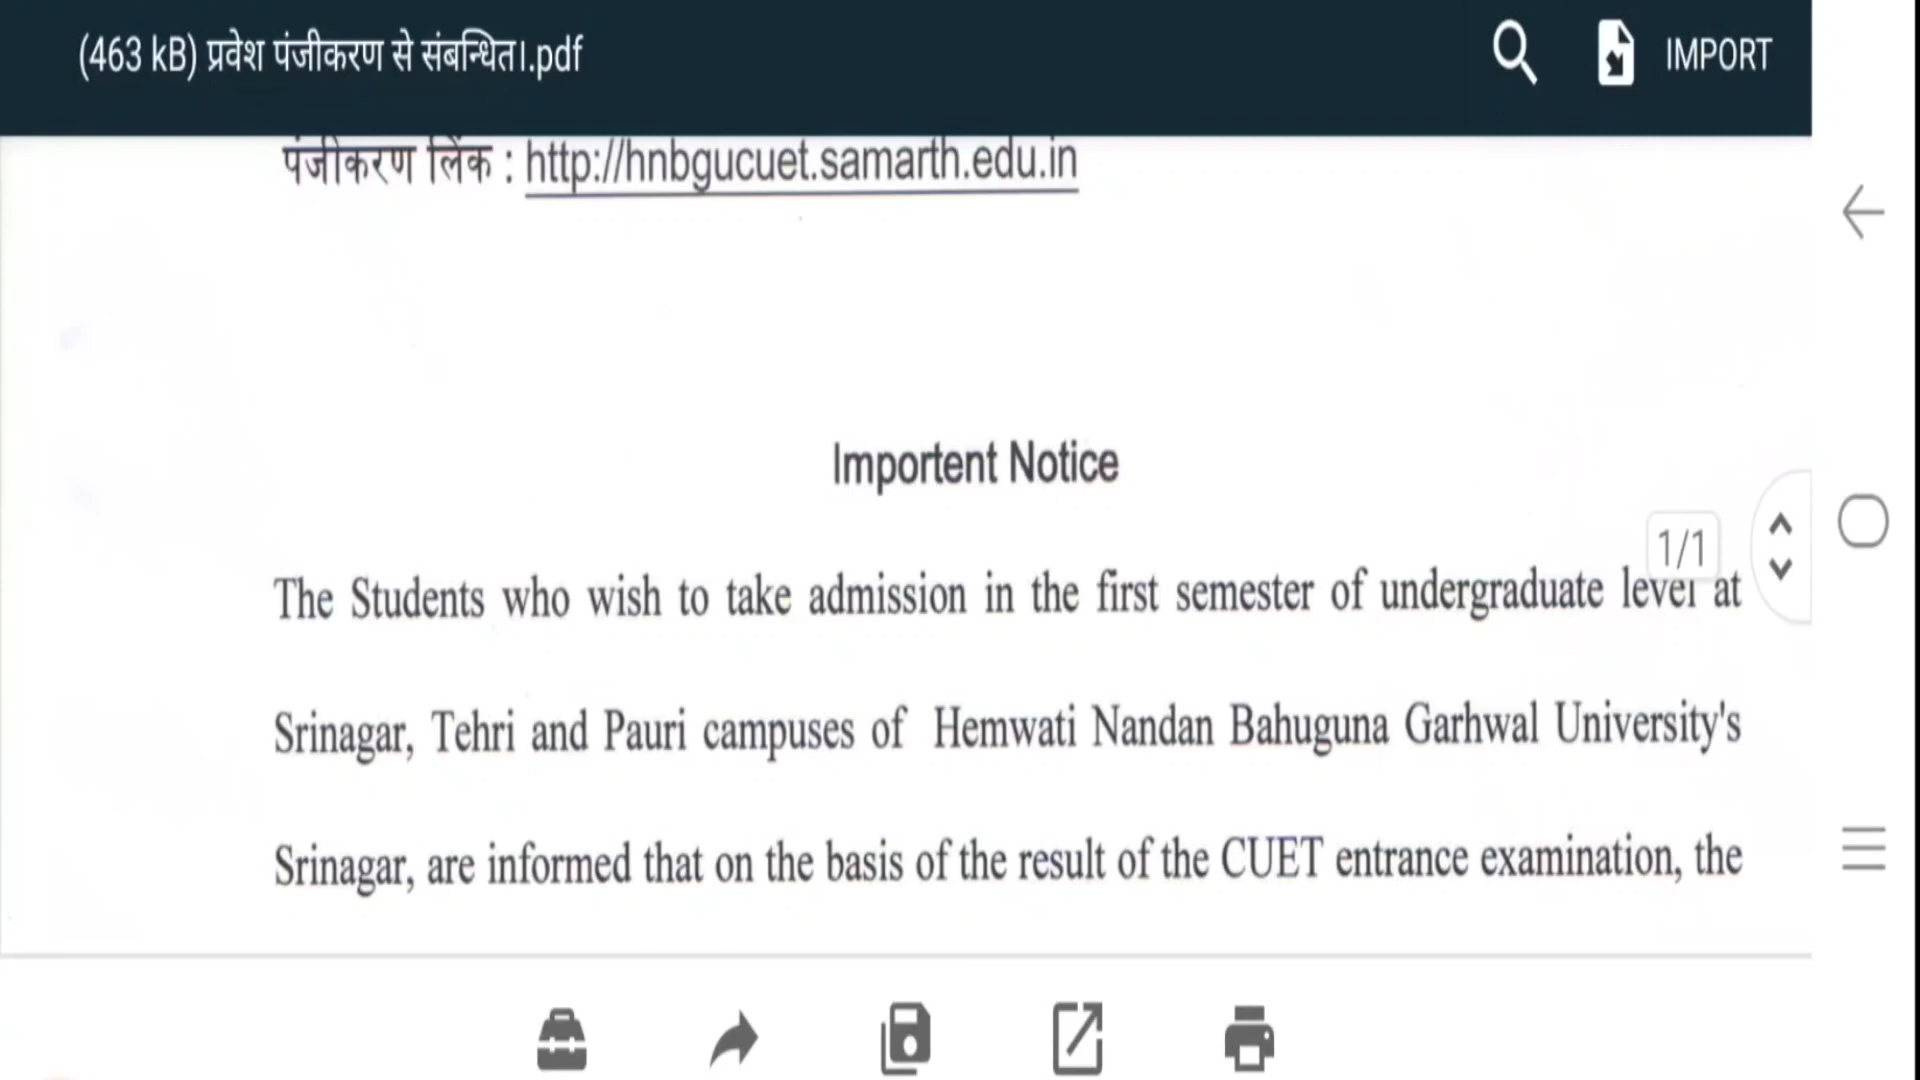 (463 kB) प्रवेश पंजीकरण से संबन्धित।.pdf
IMPORT
पंजीकरण लिंक : http://hnbgucuet.samarth.edu.in
Importent Notice
1/1
The Students who wish to take admission in the first semester of undergraduate level at
Srinagar, Tehri and Pauri campuses of Hemwati Nandan Bahuguna Garhwal University's
Srinagar, are informed that on the basis of the result of the CUET entrance examination, the